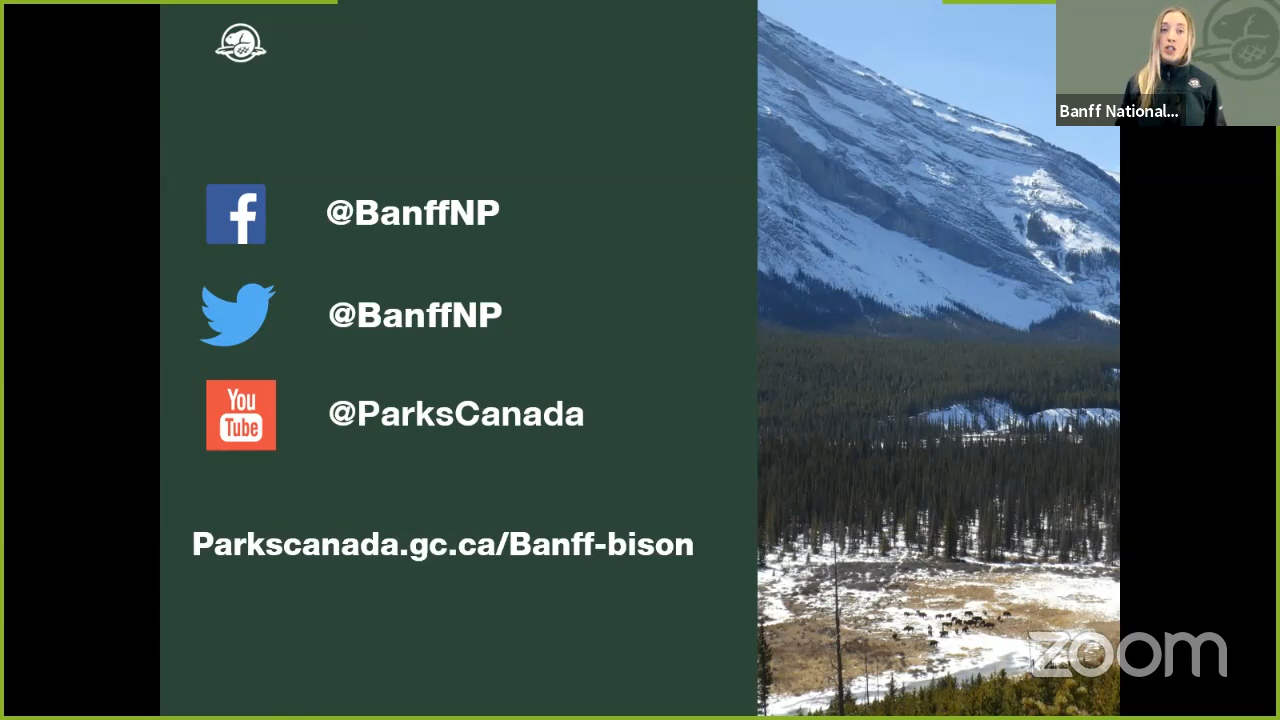 Banff National...
@BanffNP
@BanffNP
You
Tube
@ParksCanada
Parkscanada.gc.ca/Banff-bison
zoom